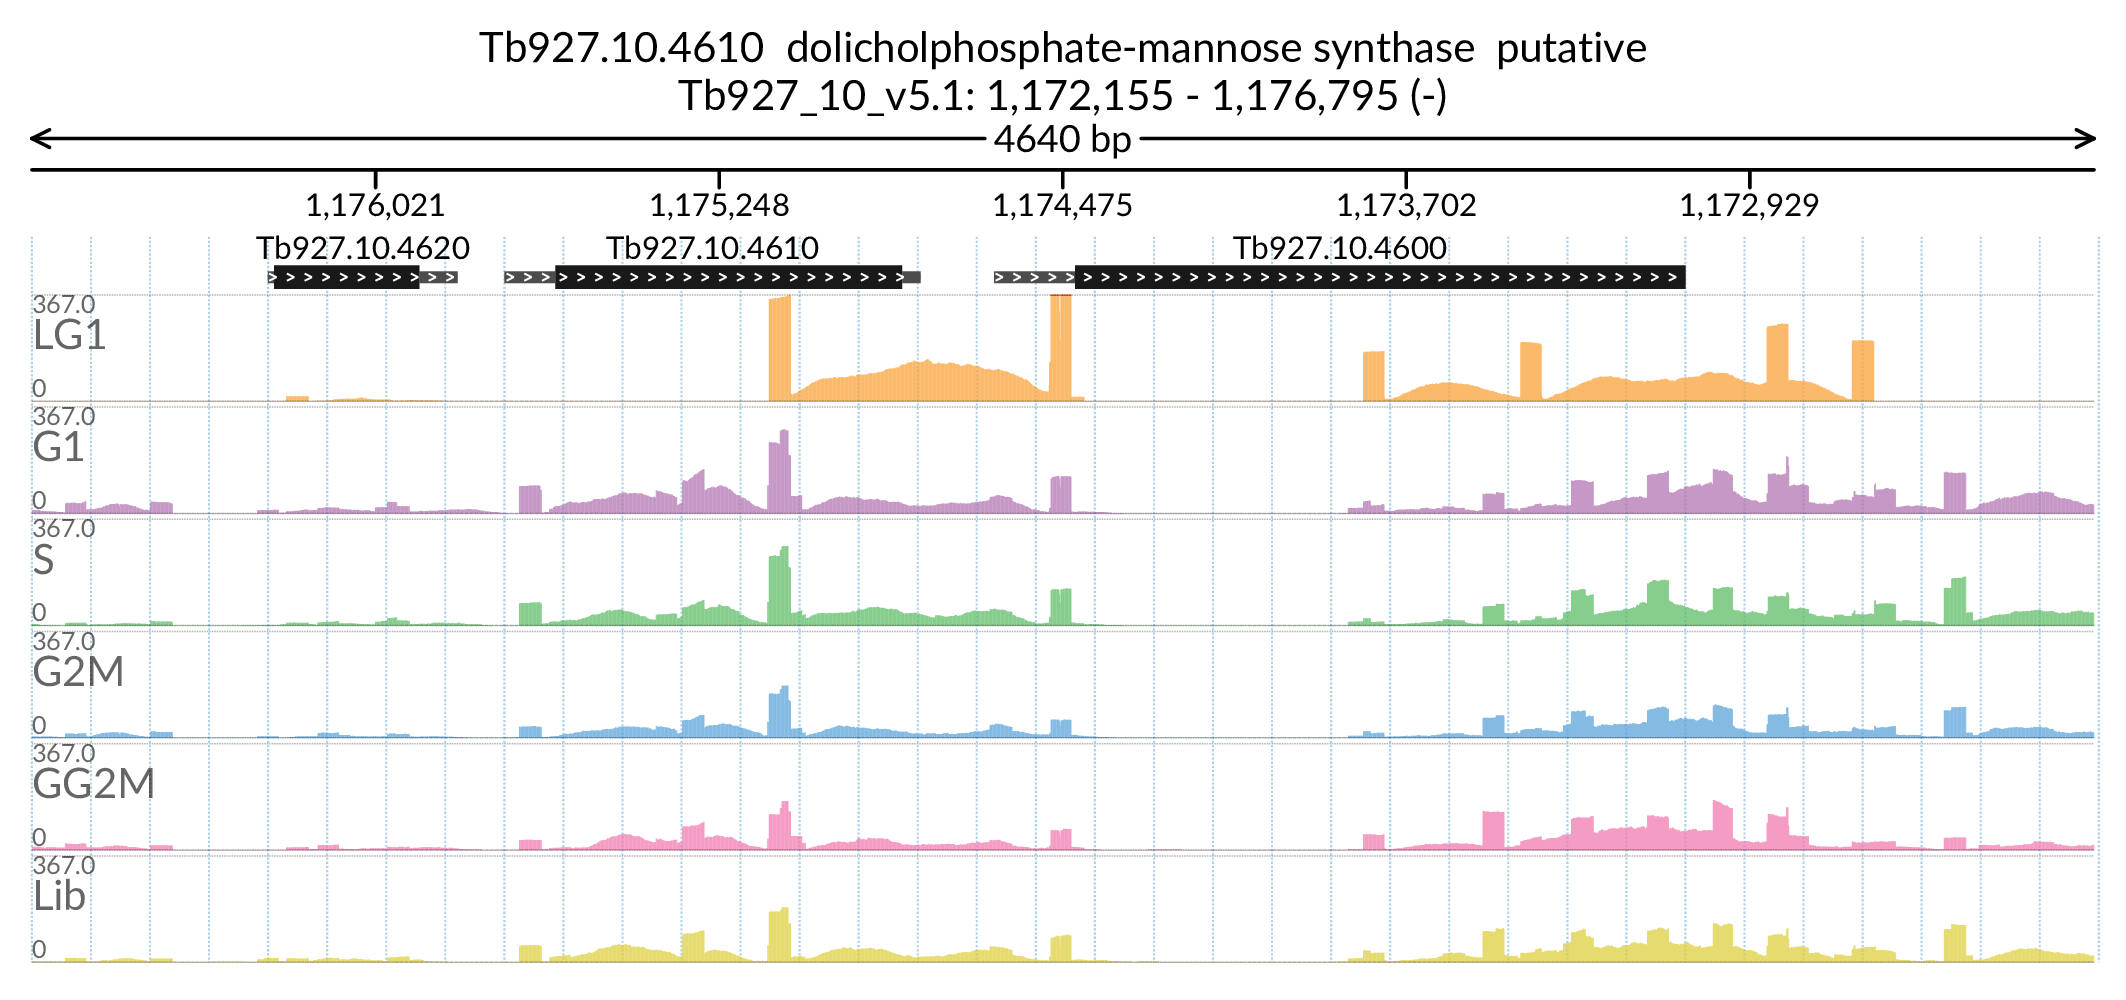 Tb927.10.4610 dolicholphosphate-mannose synthase putative
Tb927_10_v5.1: 1,172,155 - 1,176,795 (-)
4640 bp
1,176,021 1,175,248 1,174,475 1,173,702 1,172,929
Tb927.10.4620 Tb927.10.4610 Tb927.10.4600
367.0
LG1
0
367.0
G1
0
367.0
S
0
367.0
G2M
0
367.0
GG2M
0
367.0
Lib
0